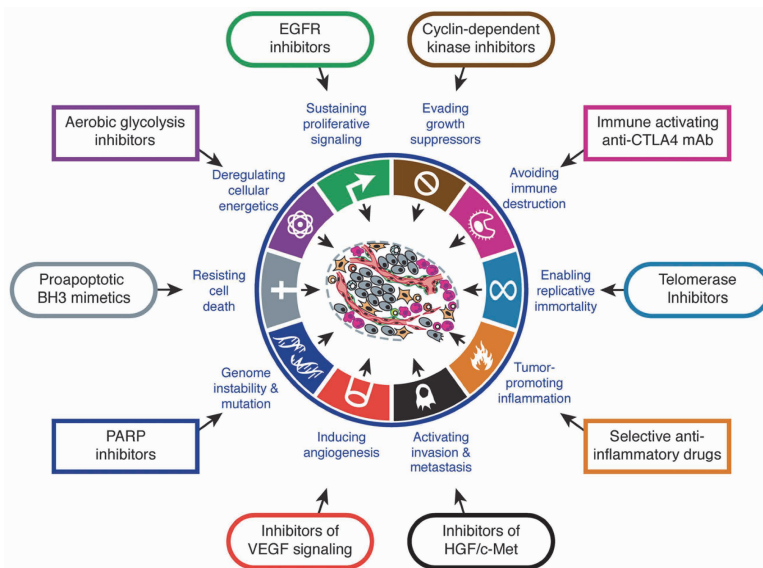 EGFR
inhibitors
Cyclin-dependent
kinase inhibitors
Sustaining
proliferative
signaling
Evading
growth
suppressors
Aerobic glycolysis
inhibitors
Immune activating
anti-CTLA4 mAb
Deregulating
cellular
energetics
Avoiding
immune
destruction
Proapoptotic
BH3 mimetics
Resisting
cell
death
Enabling
replicative
immortality
Telomerase
Inhibitors
Genome
instability &
mutation
Tumor-
promoting
inflammation
PARP
inhibitors
Inducing
angiogenesis
Activating
invasion &
metastasis
Selective anti-
inflammatory drugs
Inhibitors of
VEGF signaling
Inhibitors of
HGF/c-Met